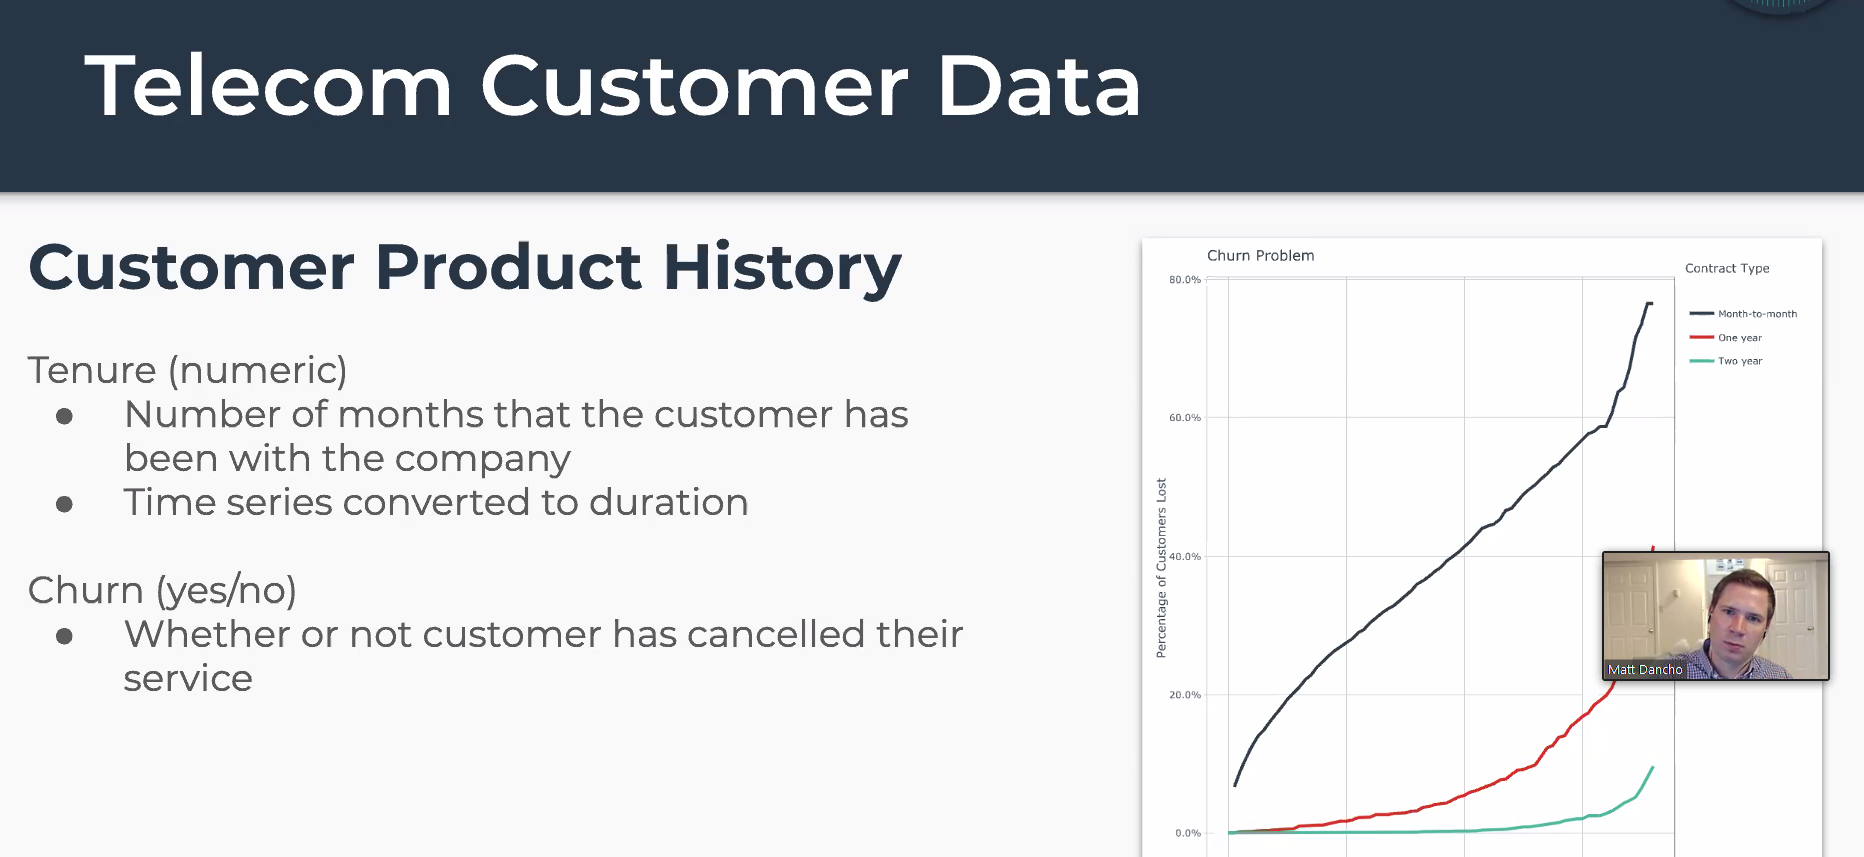 Telecom Customer Data
Customer Product History
Tenure (numeric)
● Number of months that the customer has
been with the company
● Time series converted to duration
Churn (yes/no)
● Whether or not customer has cancelled their
service
Churn Problem
Contract Type
Month-to-month
One year
Two year
Percentage of Customers Lost
80.0%
60.0%
40.0%
20.0%
0.0%
Matt Dancho